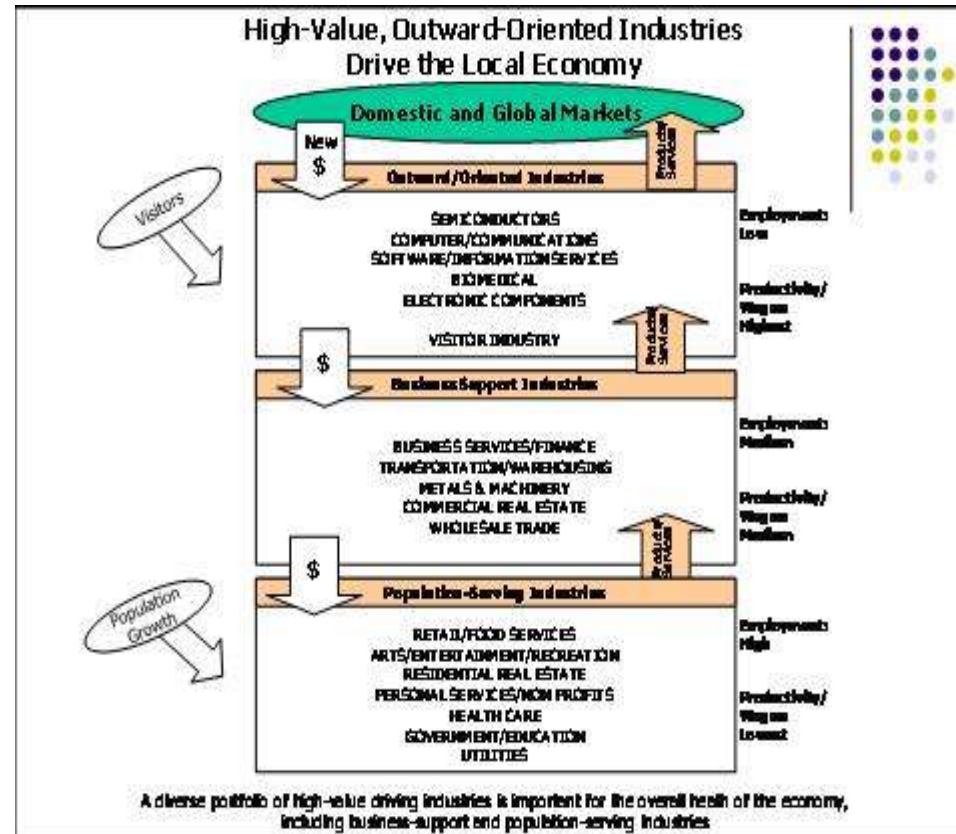 High-Value, Outward-Oriented Industries
Drive the Local Economy
Domestic and Global Markets
New
$
Products/
Services
Outward/Oriented Industries
Visitors
SEMICONDUCTORS
COMPUTER/COMMUNICATIONS
SOFTWARE/INFORMATION SERVICES
BIOMEDICAL
ELECTRONIC COMPONENTS
VISITOR INDUSTRY
Employment:
Low
Productivity/
Wages:
Highest
$
Products/
Services
Business Support Industries
BUSINESS SERVICES/FINANCE
TRANSPORTATION/WAREHOUSING
METALS & MACHINERY
COMMERCIAL REAL ESTATE
WHOLESALE TRADE
Employment:
Medium
Productivity/
Wages:
Medium
$
Products/
Services
Population-Serving Industries
Population
Growth
RETAIL/FOOD SERVICES
ARTS/ENTERTAINMENT/RECREATION
RESIDENTIAL REAL ESTATE
PERSONAL SERVICES/NON PROFITS
HEALTH CARE
GOVERNMENT/EDUCATION
UTILITIES
Employment:
High
Productivity/
Wages:
Lowest
A diverse portfolio of high-value driving industries is important for the overall health of the economy,
including business-support and population-serving industries